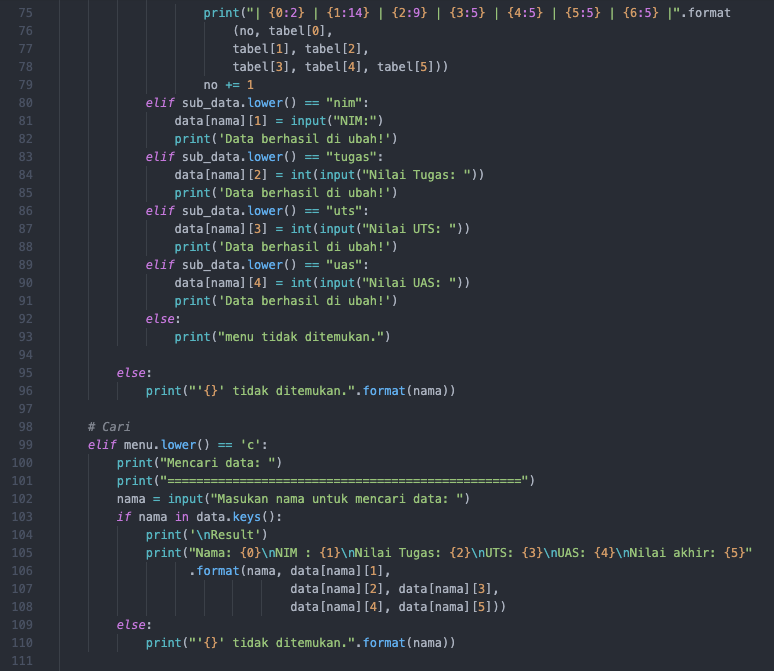 75 print("| {0:2} | {1:14} | {2:9} | {3:5} | {4:5} | {5:5} | {6:5} |".format
76 (no, tabel[0],
77 tabel[1], tabel[2],
78 tabel[3], tabel[4], tabel[5]))
79 no += 1
80 elif sub_data.lower() == "nim":
81 data[nama][1] = input("NIM:")
82 print('Data berhasil di ubah!')
83 elif sub_data.lower() == "tugas":
84 data[nama][2] = int(input("Nilai Tugas: "))
85 print('Data berhasil di ubah!')
86 elif sub_data.lower() == "uts":
87 data[nama][3] = int(input("Nilai UTS: "))
88 print('Data berhasil di ubah!')
89 elif sub_data.lower() == "uas":
90 data[nama][4] = int(input("Nilai UAS: "))
91 print('Data berhasil di ubah!')
92 else:
93 print("menu tidak ditemukan.")
94
95 else:
96 print("'{}' tidak ditemukan.".format(nama))
97
98 # Cari
99 elif menu.lower() == 'c':
100 print("Mencari data: ")
101 print("=================================================")
102 nama = input("Masukan nama untuk mencari data: ")
103 if nama in data.keys():
104 print('\nResult')
105 print("Nama: {0}\nNIM : {1}\nNilai Tugas: {2}\nUTS: {3}\nUAS: {4}\nNilai akhir: {5}"
106 .format(nama, data[nama][1],
107 data[nama][2], data[nama][3],
108 data[nama][4], data[nama][5]))
109 else:
110 print("'{}' tidak ditemukan.".format(nama))
111